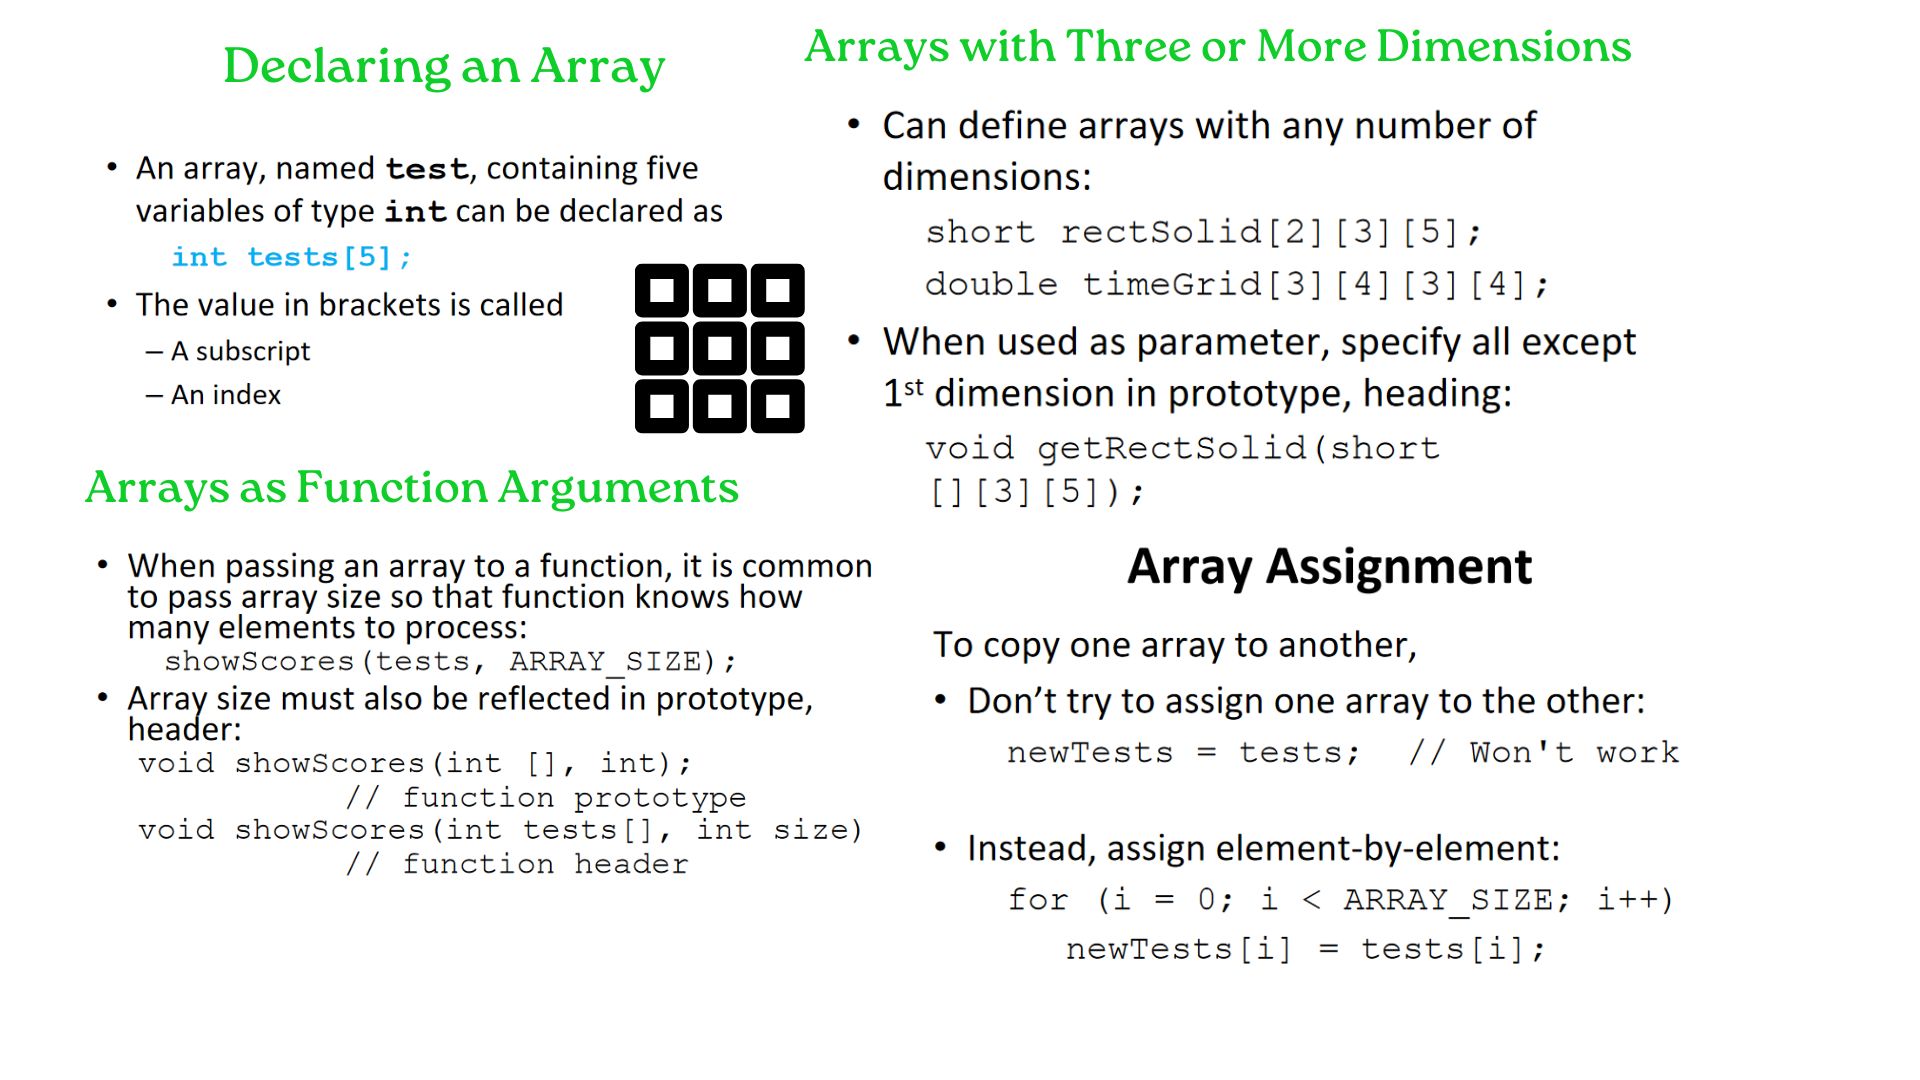 Declaring an Array
• An array, named test, containing five
variables of type int can be declared as
int tests[5];
• The value in brackets is called
– A subscript
– An index
Arrays as Function Arguments
• When passing an array to a function, it is common
to pass array size so that function knows how
many elements to process:
showScores(tests, ARRAY_SIZE);
• Array size must also be reflected in prototype,
header:
void showScores(int [], int);
// function prototype
void showScores(int tests[], int size)
// function header
Arrays with Three or More Dimensions
• Can define arrays with any number of
dimensions:
short rectSolid[2][3][5];
double timeGrid[3][4][3][4];
• When used as parameter, specify all except
1st dimension in prototype, heading:
void getRectSolid(short
[][3][5]);
Array Assignment
To copy one array to another,
• Don’t try to assign one array to the other:
newTests = tests; // Won't work
• Instead, assign element-by-element:
for (i = 0; i < ARRAY_SIZE; i++)
newTests[i] = tests[i];